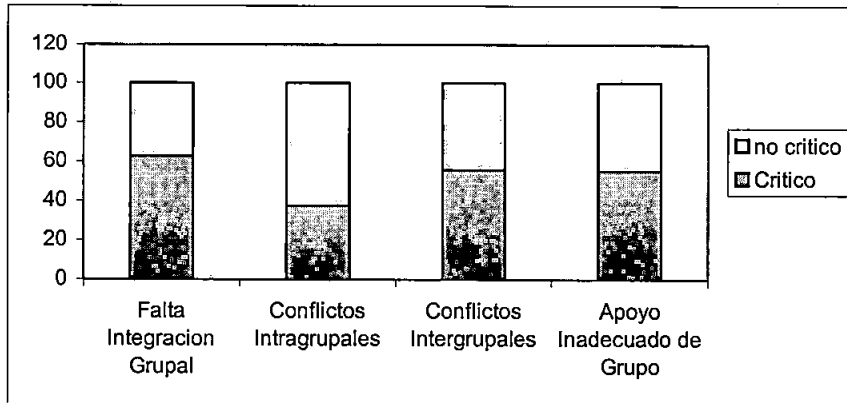 120
100
80
60
40
20
0
Falta
Integracion
Grupal
Conflictos
Intragrupales
Conflictos
Intergrupales
Apoyo
Inadecuado de
Grupo
no critico
Critico